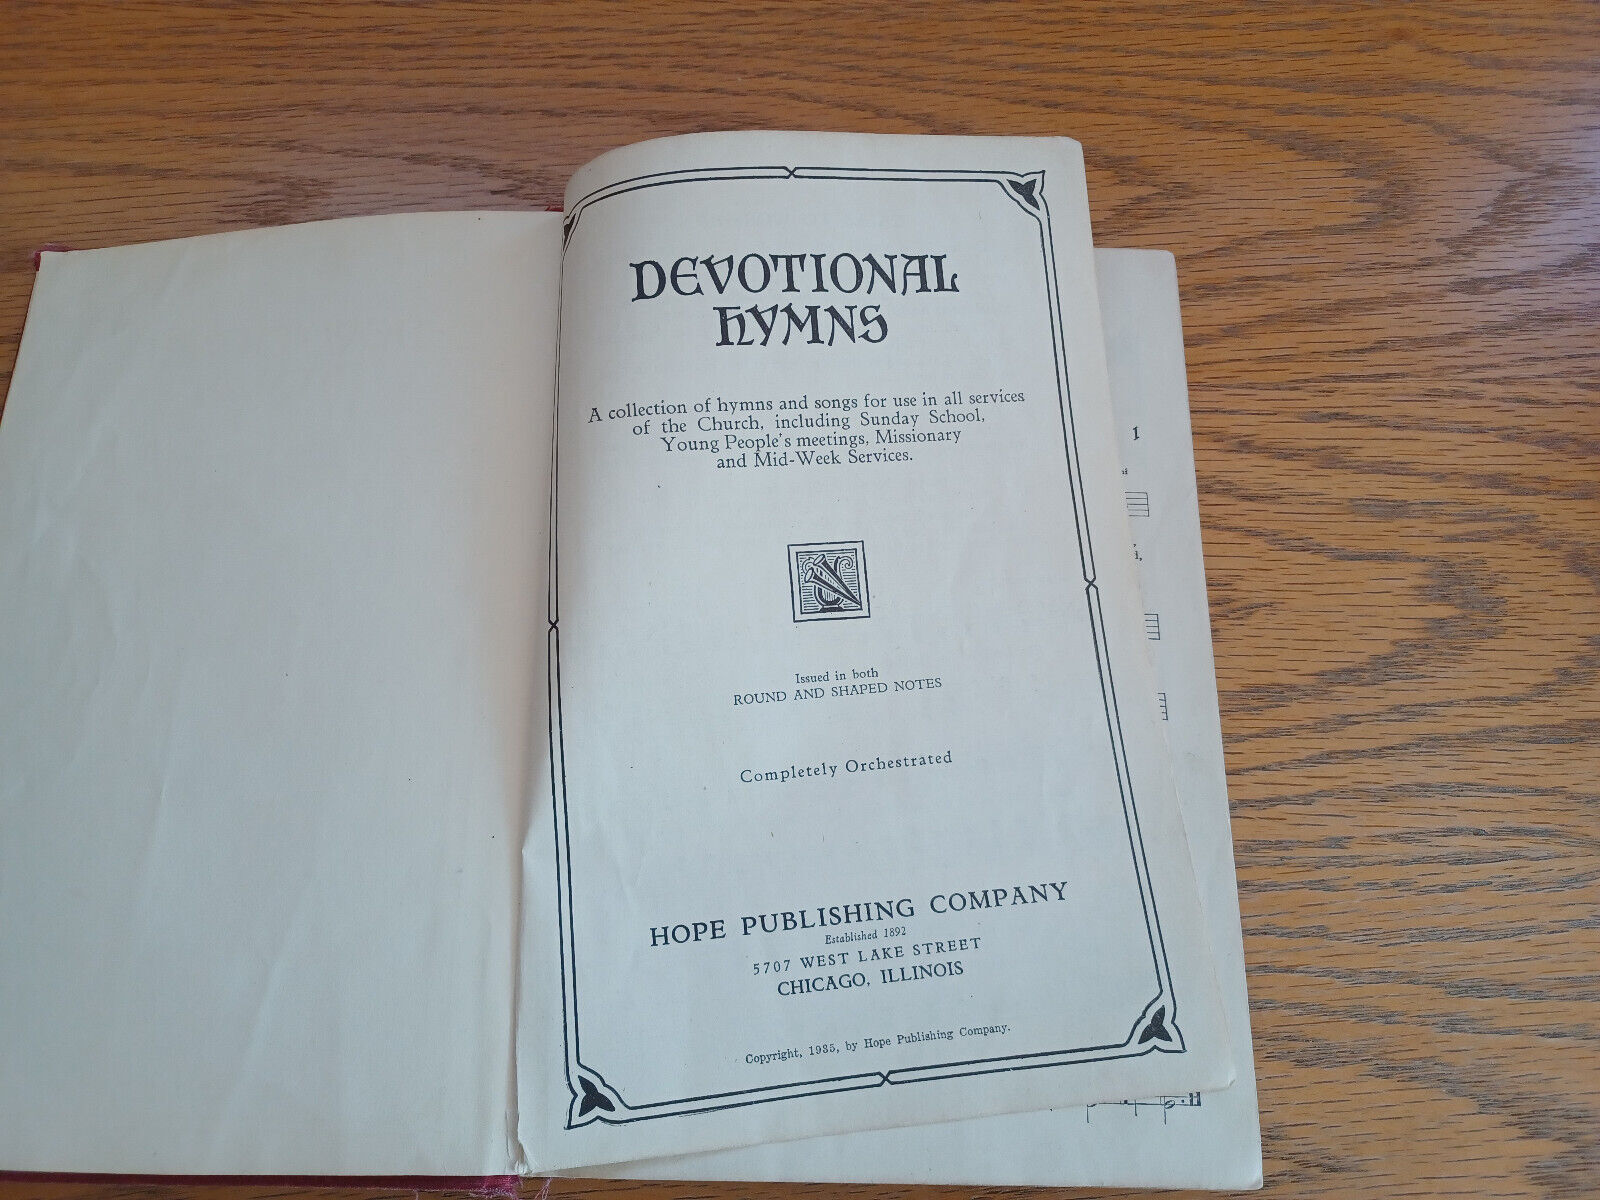 DEVOTIONAL
HYMNS
A collection of hymns and songs for use in all services
of the Church, including Sunday School,
Young People's meetings, Missionary
and Mid-Week Services.
Issued in both
ROUND AND SHAPED NOTES
Completely Orchestrated
HOPE PUBLISHING COMPANY
Established 1892
5707 WEST LAKE STREET
CHICAGO, ILLINOIS
Copyright, 1935, by Hope Publishing Company.
1